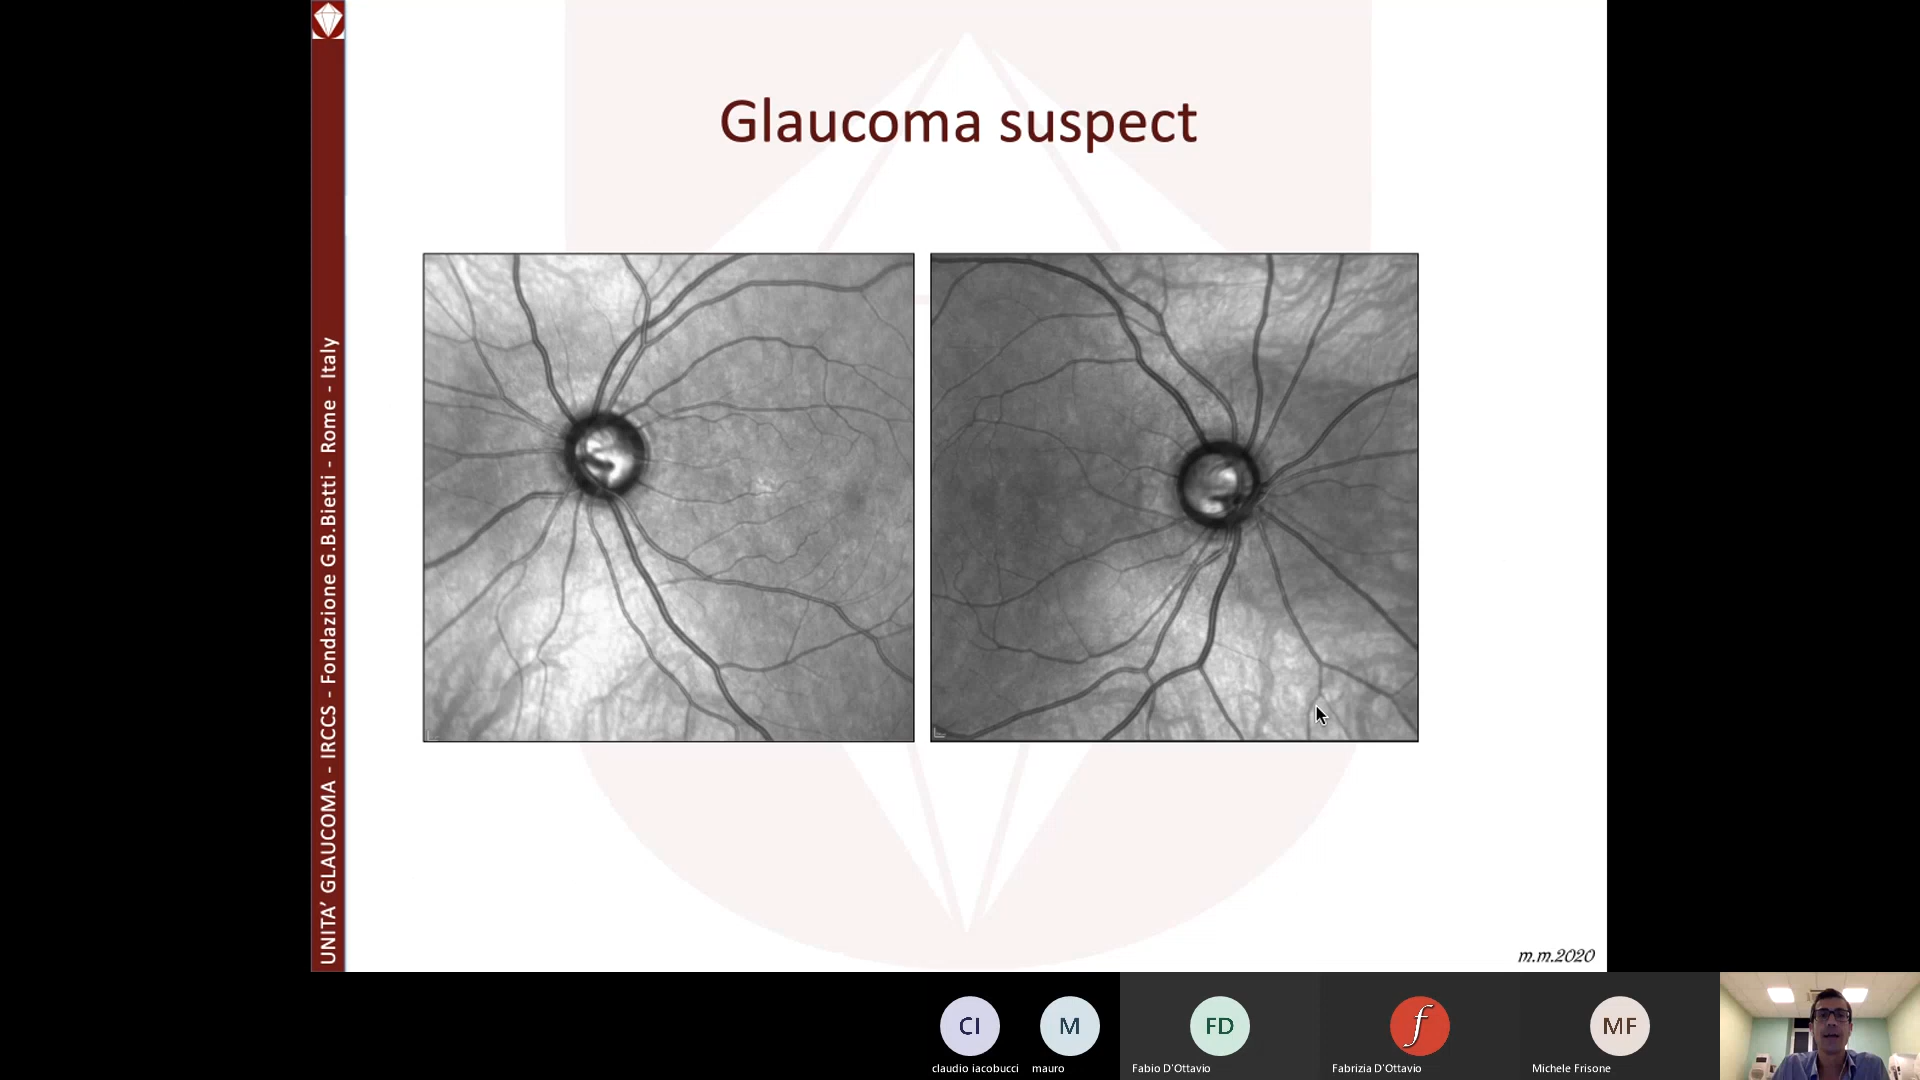 Glaucoma suspect
UNITA’ GLAUCOMA - IRCCS - Fondazione G.B.Bietti - Rome - Italy
m.m.2020
CI
M
FD
f
MF
claudio iacobucci
mauro
Fabio D'Ottavio
Fabrizia D'Ottavio
Michele Frisone